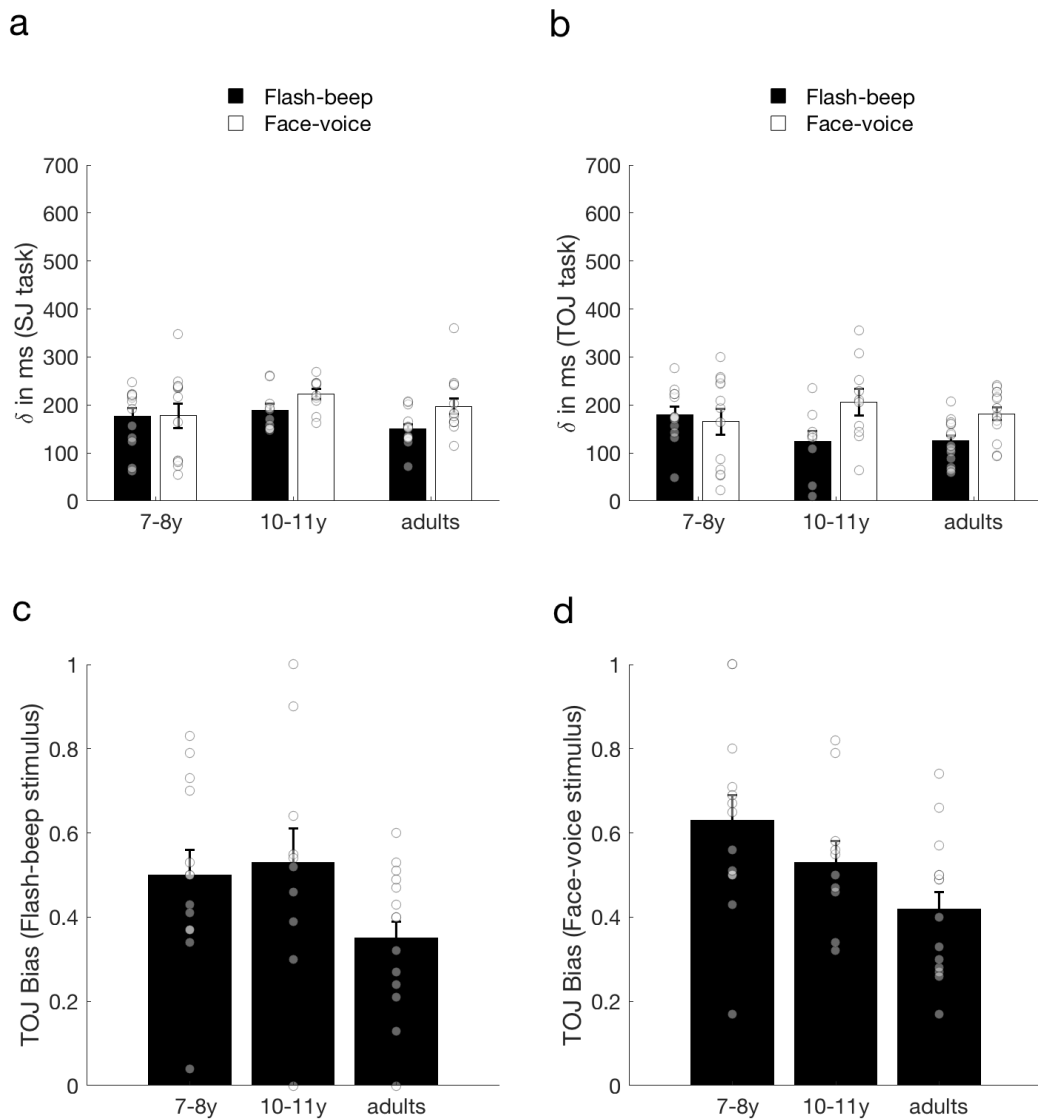 a
Flash-beep
Face-voice
700
600
500
400
300
200
100
0
δ in ms (SJ task)
7-8y
10-11y
adults
b
Flash-beep
Face-voice
700
600
500
400
300
200
100
0
δ in ms (TOJ task)
7-8y
10-11y
adults
c
1
0.8
0.6
0.4
0.2
0
TOJ Bias (Flash-beep stimulus)
7-8y
10-11y
adults
d
1
0.8
0.6
0.4
0.2
0
TOJ Bias (Face-voice stimulus)
7-8y
10-11y
adults